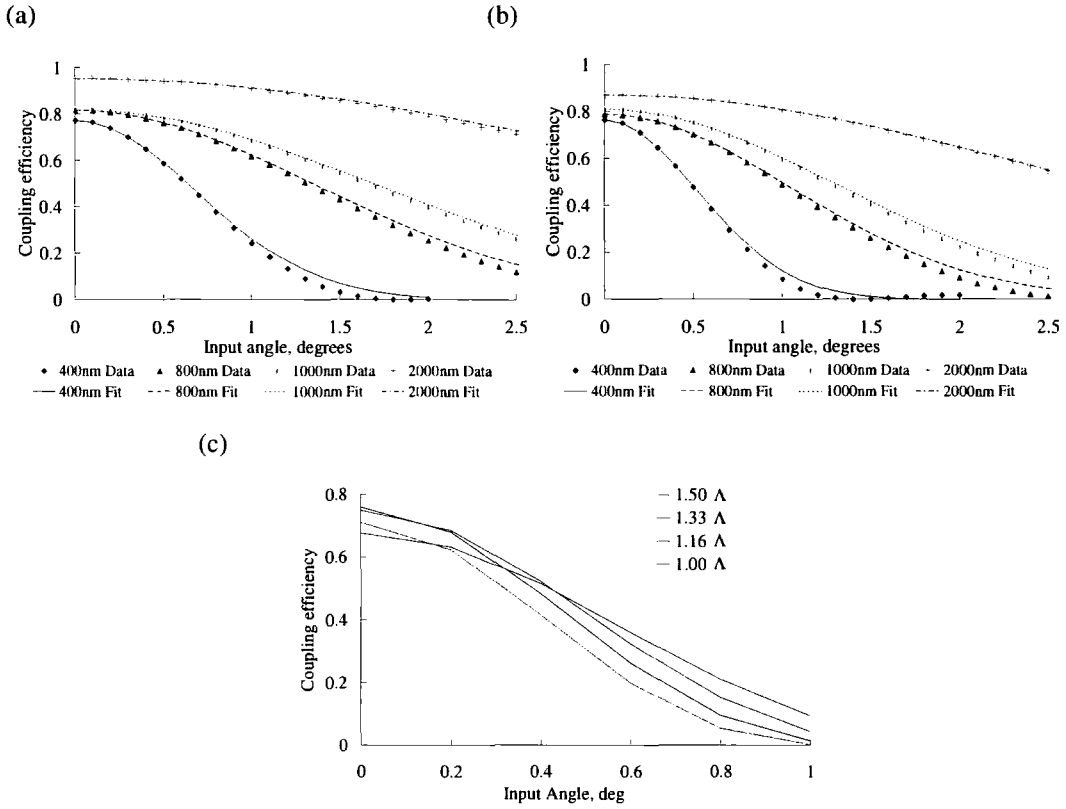 (a)
(b)
1
0.8
0.6
0.4
0.2
0
Coupling efficiency
0 0.5 1 1.5 2 2.5
Input angle, degrees
400nm Data 800nm Data 1000nm Data 2000nm Data
400nm Fit 800nm Fit 1000nm Fit 2000nm Fit
1
0.8
0.6
0.4
0.2
0
Coupling efficiency
0 0.5 1 1.5 2 2.5
Input angle, degrees
400nm Data 800nm Data 1000nm Data 2000nm Data
400nm Fit 800nm Fit 1000nm Fit 2000nm Fit
(c)
0.8
0.6
0.4
0.2
0
Coupling efficiency
1.50 Λ
1.33 Λ
1.16 Λ
1.00 Λ
0 0.2 0.4 0.6 0.8 1
Input Angle, deg